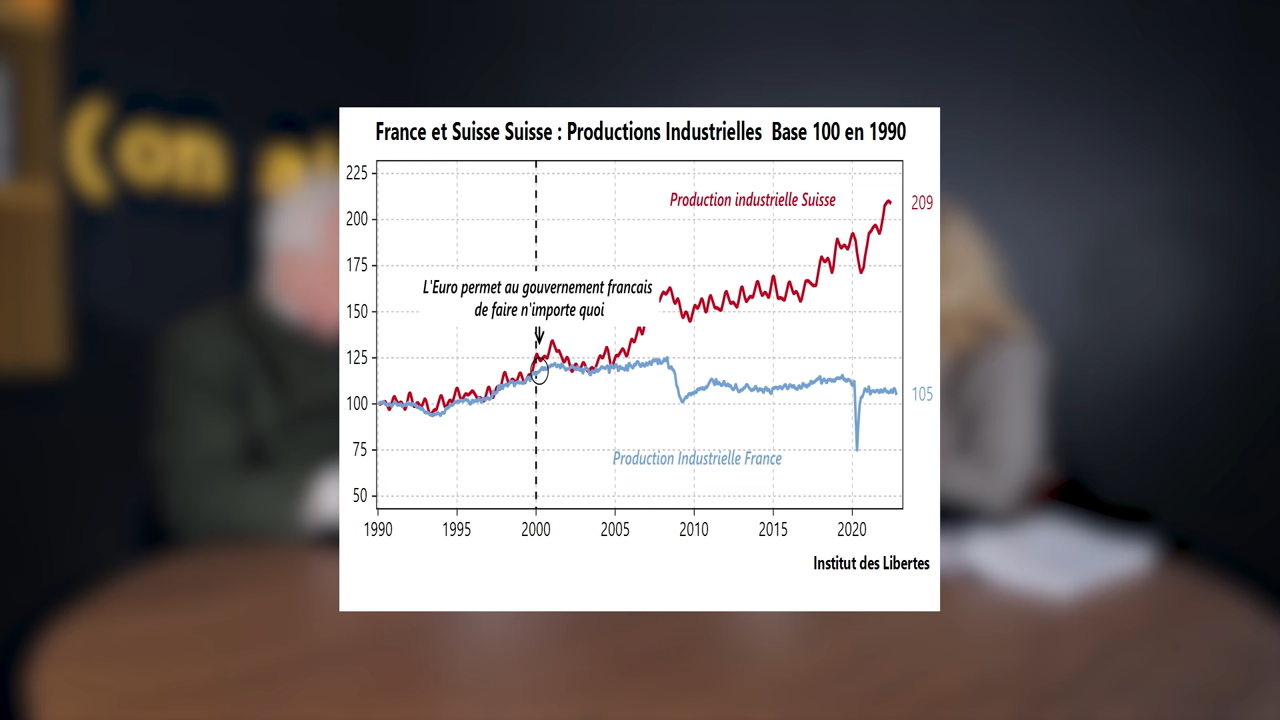 Con
France et Suisse Suisse : Productions Industrielles  Base 100 en 1990
225
200
175
150
125
100
75
50
Production industrielle Suisse
209
L'Euro permet au gouvernement francais
de faire n'importe quoi
105
Production Industrielle France
1990 1995 2000 2005 2010 2015 2020
Institut des Libertes